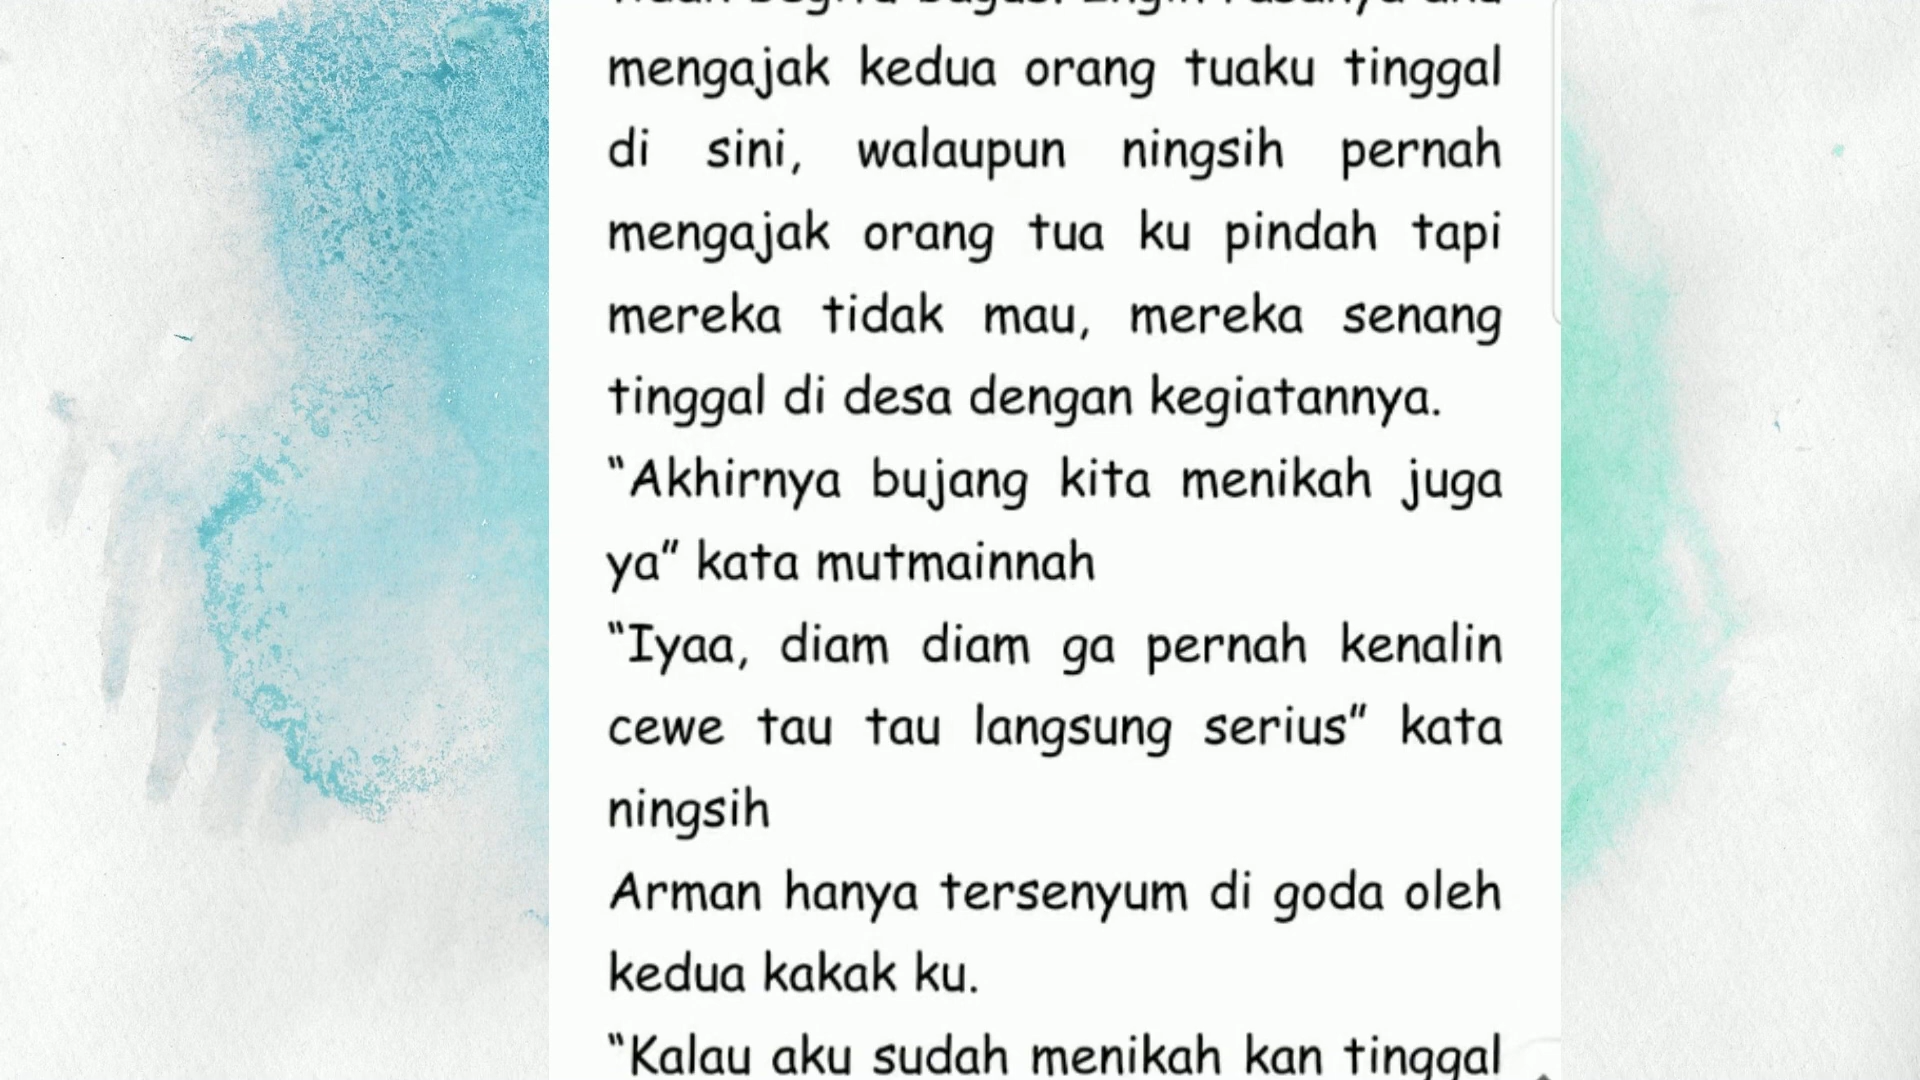 mengajak kedua orang tuaku tinggal
di sini, walaupun ningsih pernah
mengajak orang tua ku pindah tapi
mereka tidak mau, mereka senang
tinggal di desa dengan kegiatannya.
“Akhirnya bujang kita menikah juga
ya” kata mutmainnah
“Iyaa, diam diam ga pernah kenalin
cewe tau tau langsung serius” kata
ningsih
Arman hanya tersenyum di goda oleh
kedua kakak ku.
“Kalau aku sudah menikah kan tinggal